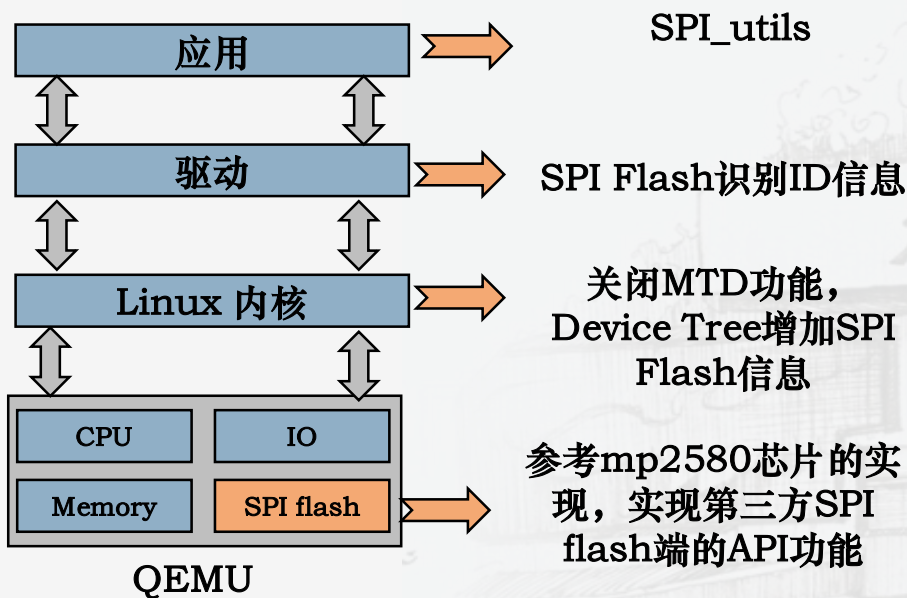 应用
SPI_utils
驱动
SPI Flash识别ID信息
Linux 内核
关闭MTD功能，
Device Tree增加SPI
Flash信息
CPU
IO
Memory
SPI flash
参考mp2580芯片的实
现，实现第三方SPI
flash端的API功能
QEMU